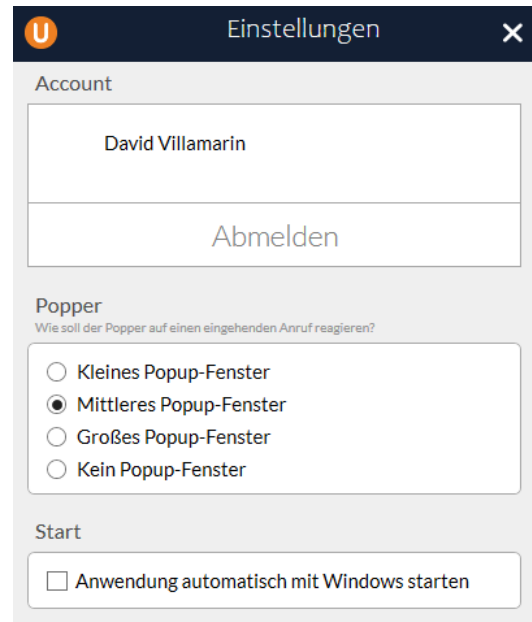 U
Einstellungen
Account
David Villamarin
Abmelden
Popper
Wie soll der Popper auf einen eingehenden Anruf reagieren?
Kleines Popup-Fenster
Mittleres Popup-Fenster
Großes Popup-Fenster
Kein Popup-Fenster
Start
Anwendung automatisch mit Windows starten